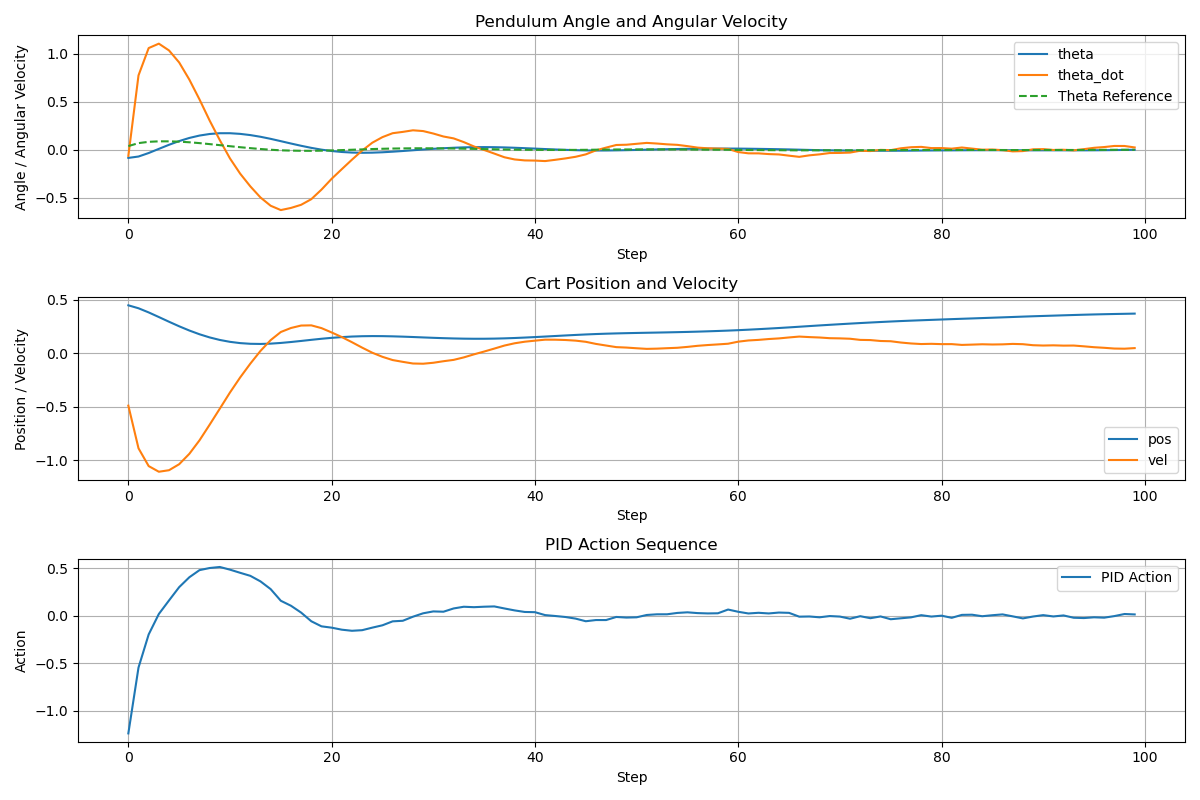 Pendulum Angle and Angular Velocity
Angle / Angular Velocity
1.0
0.5
0.0
−0.5
theta
theta_dot
Theta Reference
0 20 40 60 80 100
Step
Cart Position and Velocity
Position / Velocity
0.5
0.0
−0.5
−1.0
pos
vel
0 20 40 60 80 100
Step
PID Action Sequence
Action
0.5
0.0
−0.5
−1.0
PID Action
0 20 40 60 80 100
Step